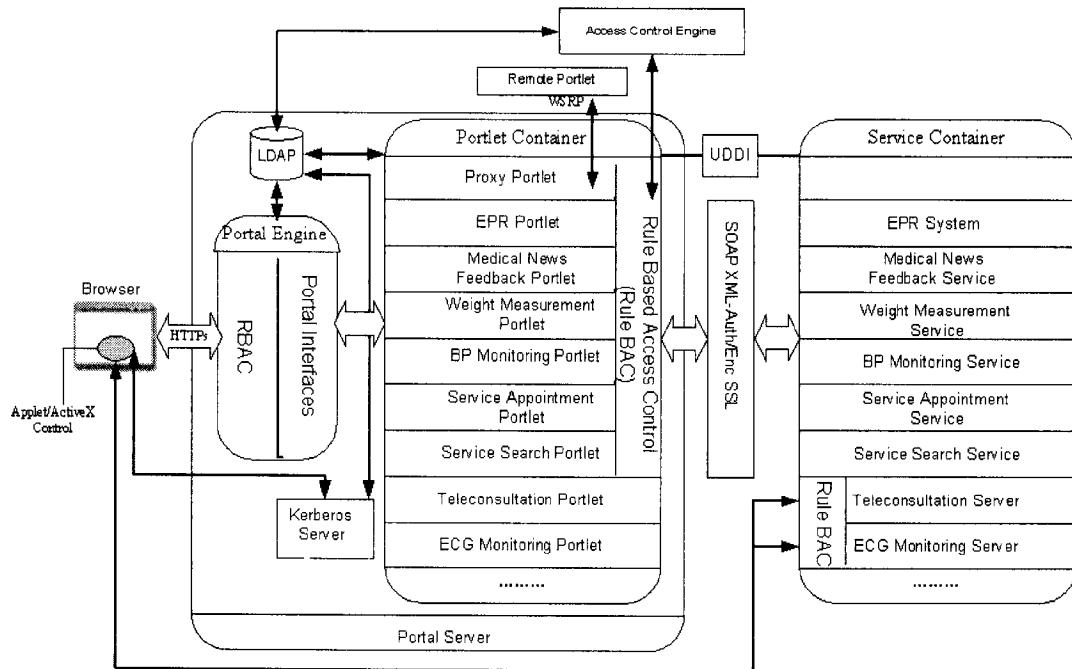 Access Control Engine
Remote Portlet
WSRP
LDAP
Portlet Container
UDDI
Service Container
Proxy Portlet
EPR Portlet
Medical News
Feedback Portlet
Weight Measurement
Portlet
BP Monitoring Portlet
Service Appointment
Portlet
Service Search Portlet
Teleconsultation Portlet
ECG Monitoring Portlet
.........
Rule Based Access Control
(Rule BAC)
SOAP XML-Auth/Enc SSL
EPR System
Medical News
Feedback Service
Weight Measurement
Service
BP Monitoring Service
Service Appointment
Service
Service Search Service
Rule BAC
Teleconsultation Server
ECG Monitoring Server
.........
Portal Engine
RBAC
Portal Interfaces
Browser
HTTPs
Applet/ActiveX
Control
Kerberos
Server
Portal Server